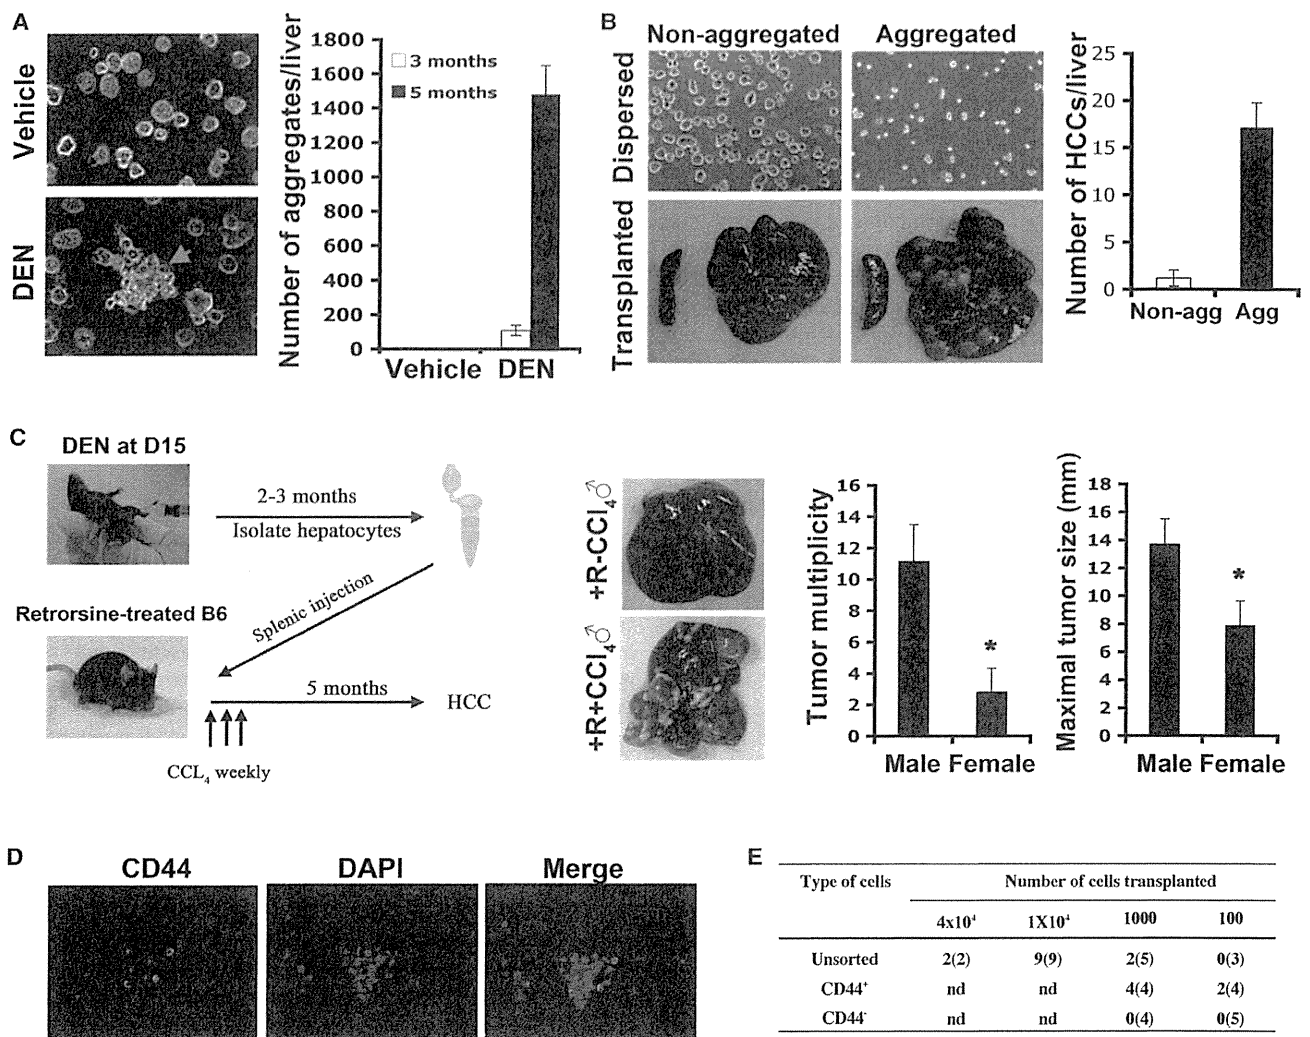 A
Vehicle
DEN
Number of aggregates/liver
1800
1600
1400
1200
1000
800
600
400
200
0
3 months
5 months
Vehicle DEN
B
Non-aggregated Aggregated
Dispersed
Transplanted
Number of HCCs/liver
25
20
15
10
5
0
Non-agg Agg
C
DEN at D15
2-3 months
Isolate hepatocytes
Splenic injection
Retrorsine-treated B6
5 months
HCC
CCL₄ weekly
+R-CCl₄♂
+R+CCl₄♂
Tumor multiplicity
16
14
12
10
8
6
4
2
0
*
Male Female
Maximal tumor size (mm)
18
16
14
12
10
8
6
4
2
0
*
Male Female
D
CD44 DAPI Merge
E
Type of cells Number of cells transplanted
4x10⁴ 1X10⁴ 1000 100
Unsorted 2(2) 9(9) 2(5) 0(3)
CD44⁺ nd nd 4(4) 2(4)
CD44⁻ nd nd 0(4) 0(5)